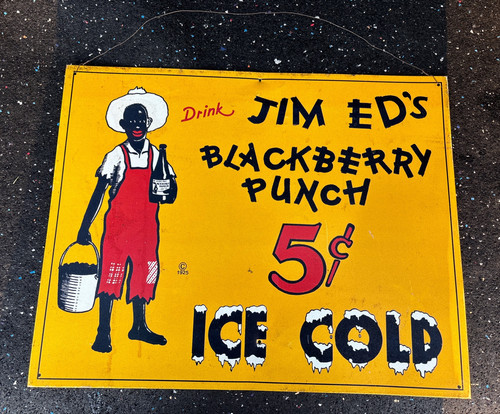 Drink JIM ED'S
BLACKBERRY
PUNCH
5¢
© 1925
ICE COLD